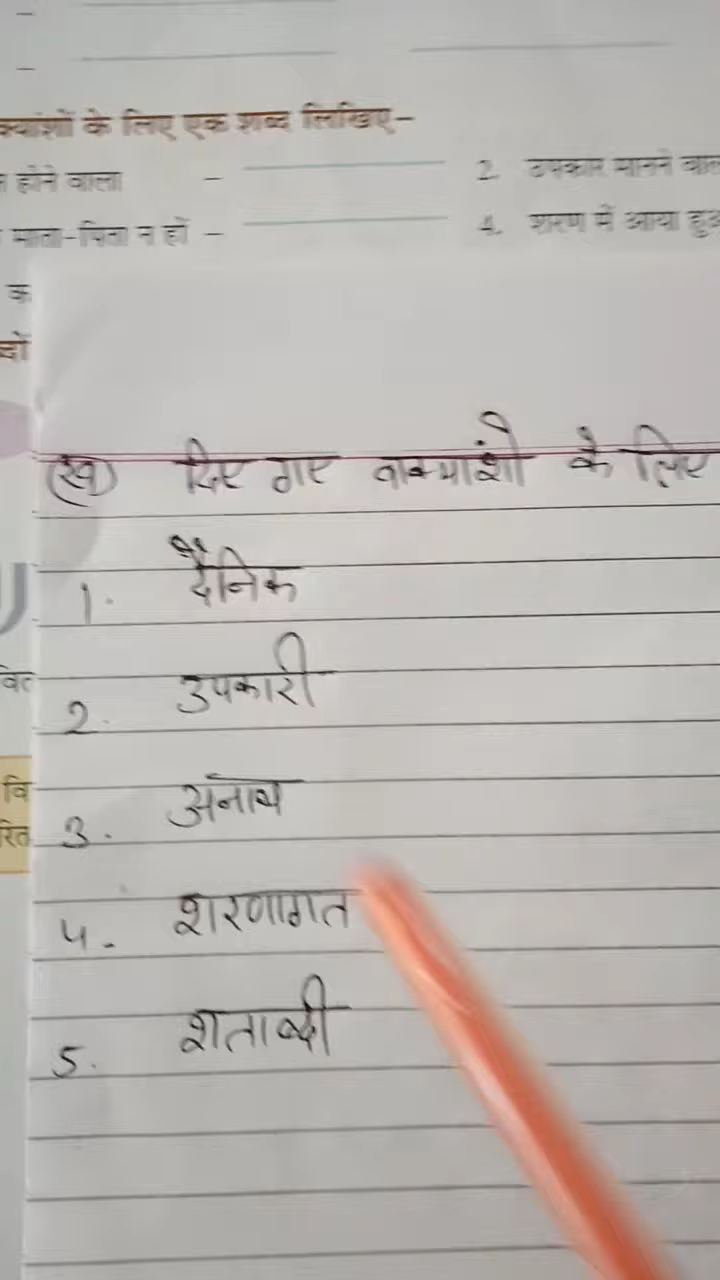 क्यांशों के लिए एक शब्द लिखिए–
न होने वाला – 2. उपकार मानने वाल
माता-पिता न हों – 4. शरण में आया हुअ
क
दों
(ख) दिए गए वाक्यांशो के लिए
1. दैनिक
2. उपकारी
3. अनाथ
4. शरणागत
5. शताब्दी
वि
रित